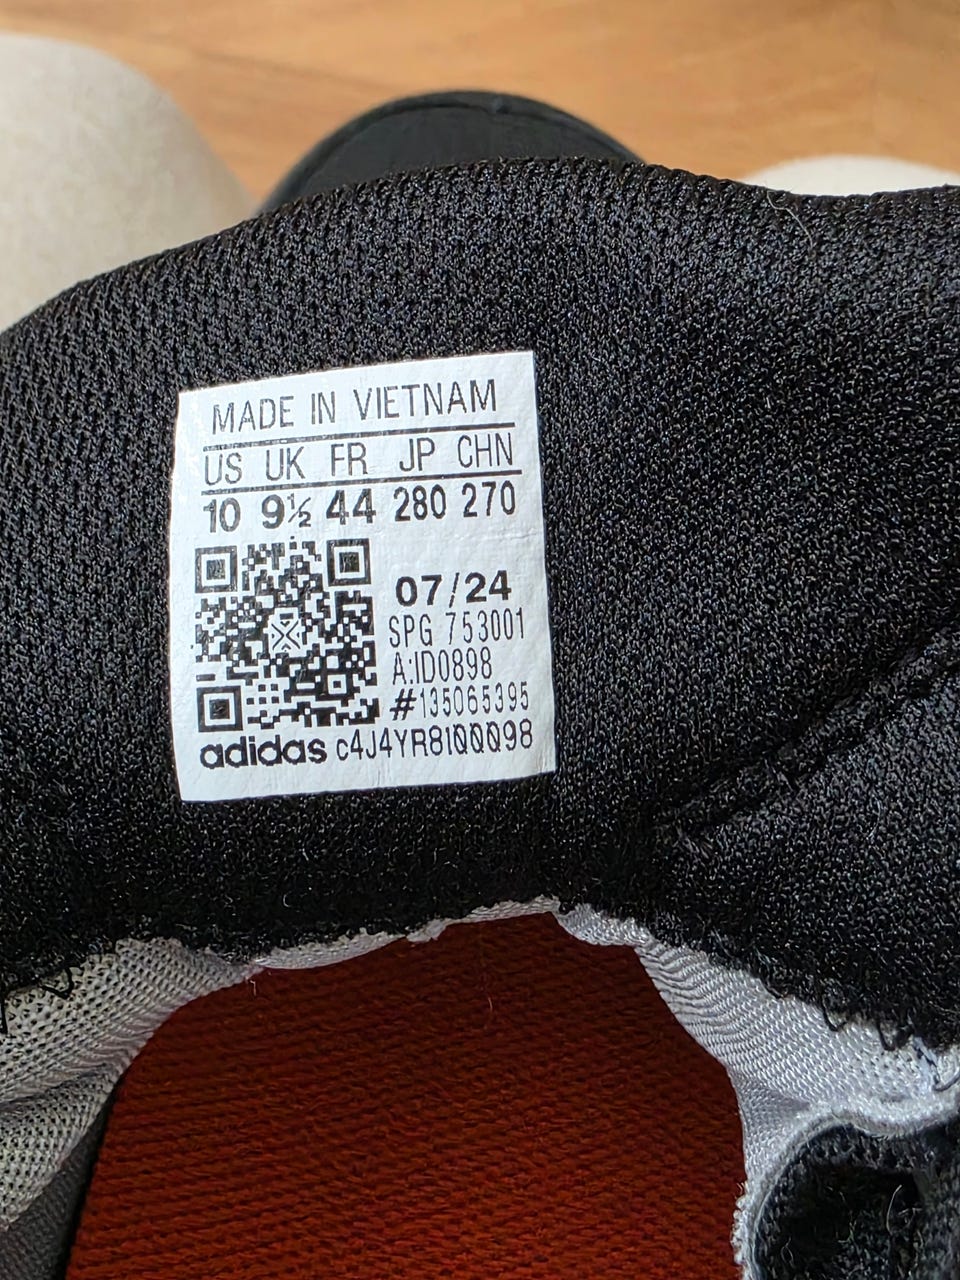 MADE IN VIETNAM
US UK FR JP CHN
10 9½ 44 280 270
07/24
SPG 753001
A:ID0898
#135065395
adidas c4J4YR8I00098